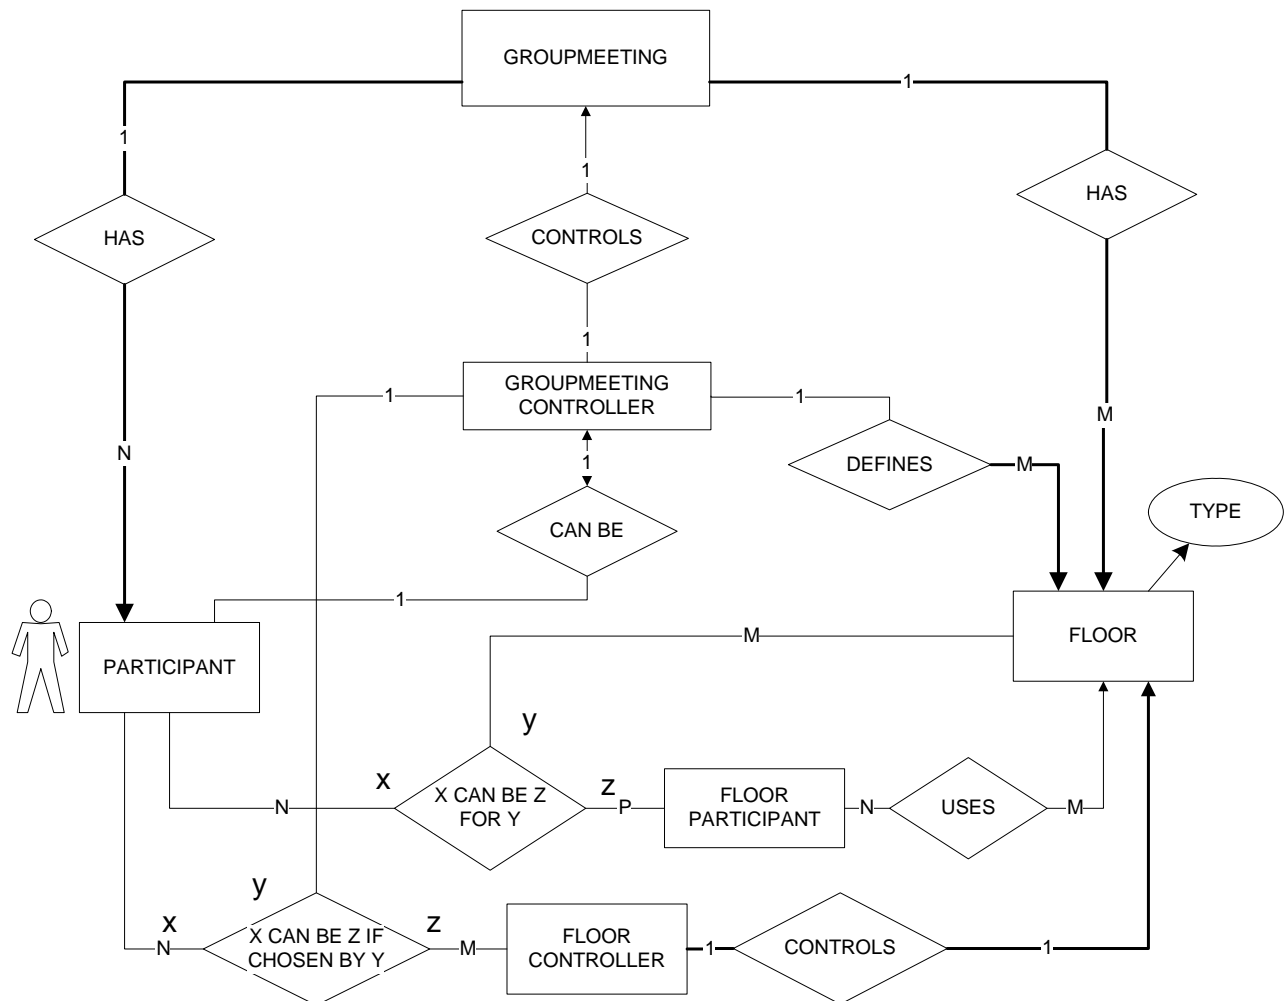 GROUPMEETING
1
1
HAS
HAS
1
CONTROLS
1
GROUPMEETING
CONTROLLER
1
1
M
N
DEFINES
M
1
TYPE
CAN BE
1
PARTICIPANT
FLOOR
M
y
x
z
X CAN BE Z
FOR Y
N
P
FLOOR
PARTICIPANT
N
USES
M
y
x
z
N
X CAN BE Z IF
CHOSEN BY Y
M
FLOOR
CONTROLLER
1
CONTROLS
1